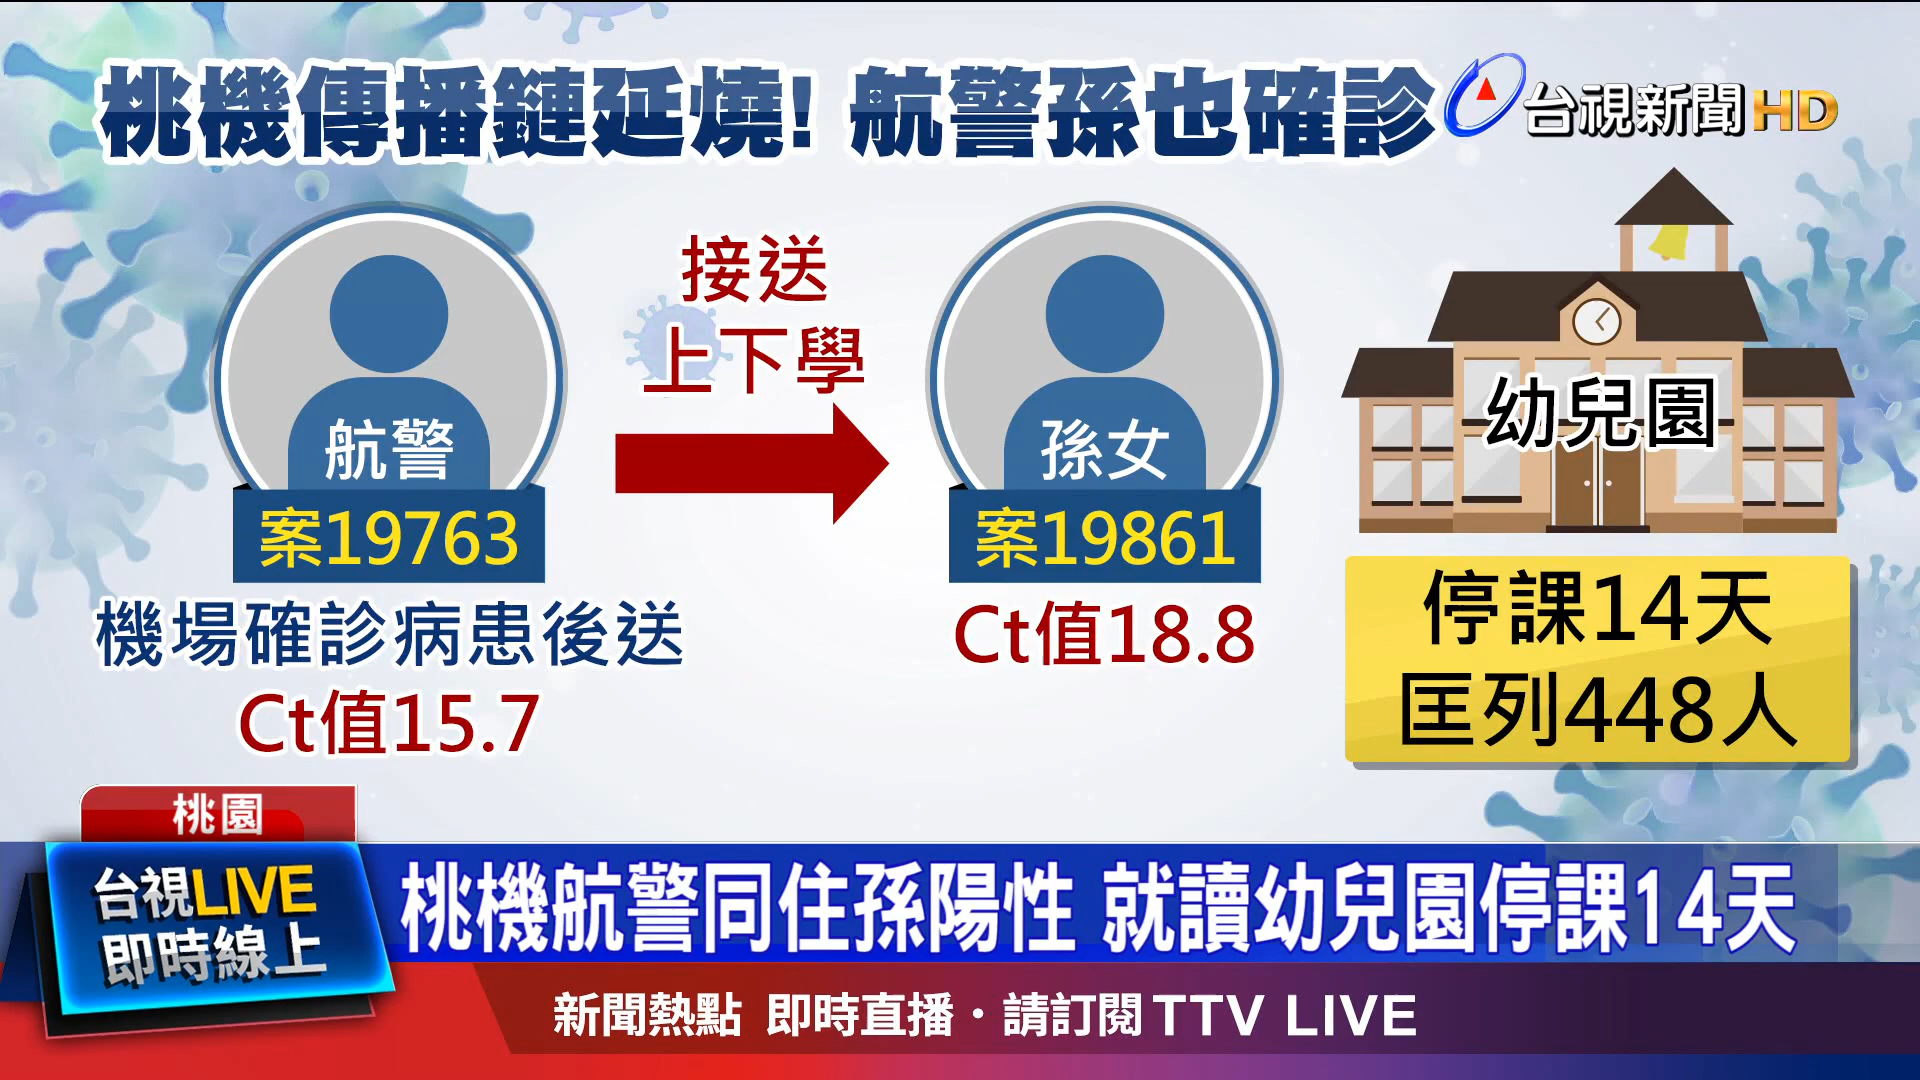 桃機傳播鏈延燒! 航警孫也確診
台視新聞HD
接送
上下學
航警
案19763
機場確診病患後送
Ct值15.7
孫女
案19861
Ct值18.8
幼兒園
停課14天
匡列448人
桃園
台視LIVE
即時線上
桃機航警同住孫陽性 就讀幼兒園停課14天
新聞熱點 即時直播・請訂閱TTV LIVE